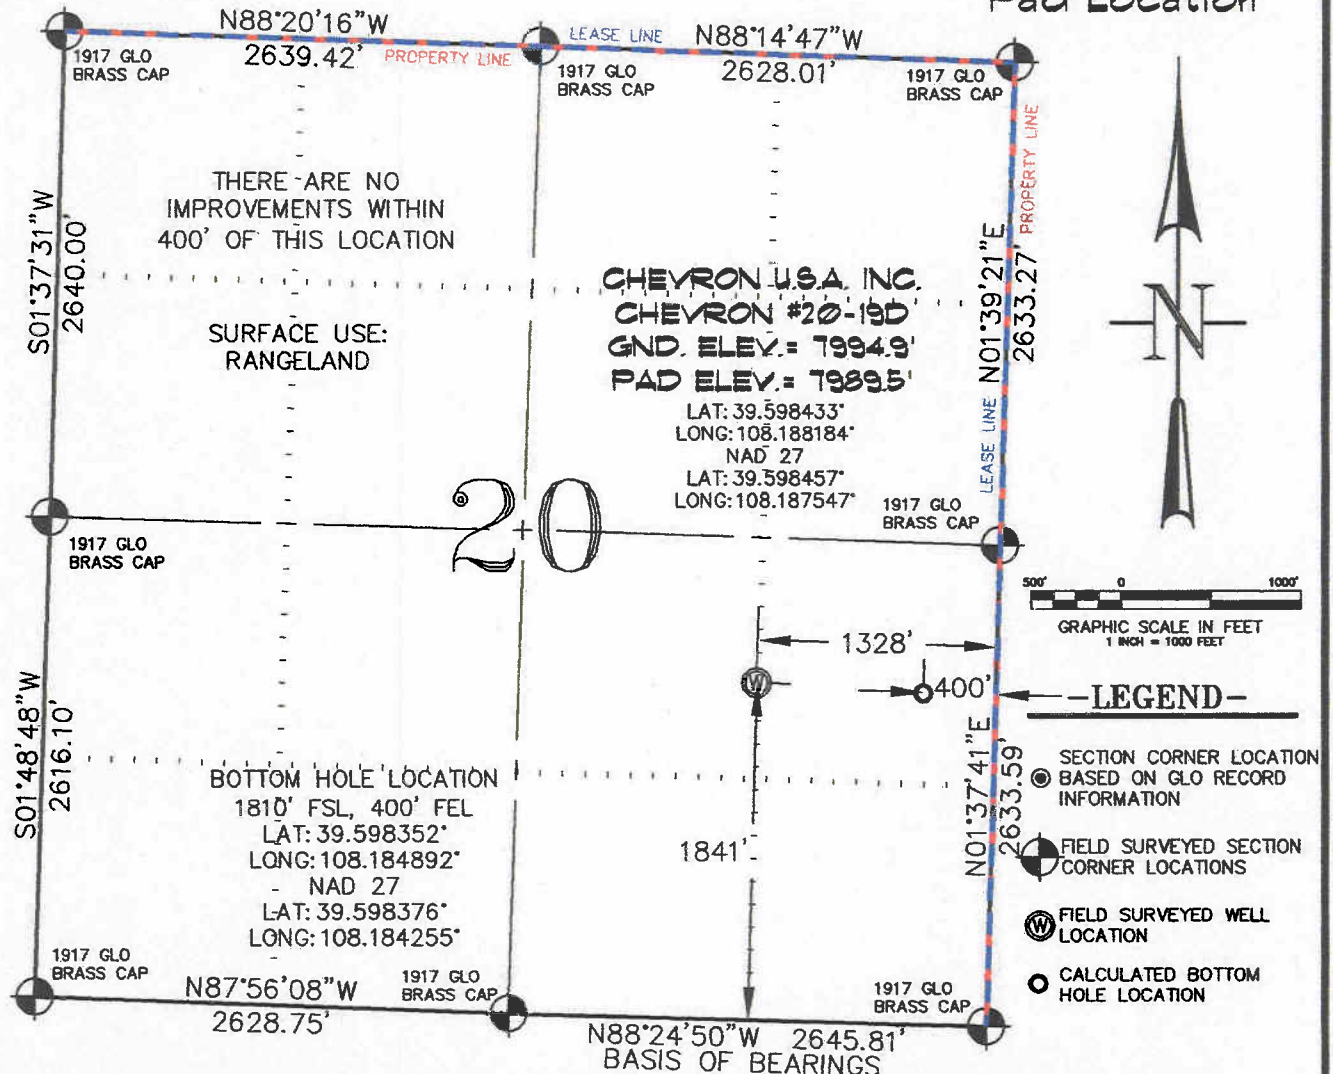 Pad Location
N88°20'16"W
2639.42'
PROPERTY LINE
LEASE LINE
N88°14'47"W
2628.01'
1917 GLO
BRASS CAP
1917 GLO
BRASS CAP
1917 GLO
BRASS CAP
PROPERTY LINE
THERE ARE NO
IMPROVEMENTS WITHIN
400' OF THIS LOCATION
S01°37'31"W
2640.00'
SURFACE USE:
RANGELAND
CHEVRON U.S.A. INC.
CHEVRON #20-19D
GND. ELEV.= 7994.9'
PAD ELEV.= 7989.5'
LAT: 39.598433°
LONG: 108.188184°
NAD 27
LAT: 39.598457°
LONG: 108.187547°
N01°39'21"E
2633.27'
LEASE LINE
N
1917 GLO
BRASS CAP
20
1917 GLO
BRASS CAP
500' 0 1000'
GRAPHIC SCALE IN FEET
1 INCH = 1000 FEET
1328'
W
400'
-LEGEND-
SECTION CORNER LOCATION
BASED ON GLO RECORD
INFORMATION
FIELD SURVEYED SECTION
CORNER LOCATIONS
W FIELD SURVEYED WELL
LOCATION
CALCULATED BOTTOM
HOLE LOCATION
S01°48'48"W
2616.10'
BOTTOM HOLE LOCATION
1810' FSL, 400' FEL
LAT: 39.598352°
LONG: 108.184892°
NAD 27
LAT: 39.598376°
LONG: 108.184255°
1841'
N01°37'41"E
2633.59'
1917 GLO
BRASS CAP
1917 GLO
BRASS CAP
1917 GLO
BRASS CAP
N87°56'08"W
2628.75'
N88°24'50"W 2645.81'
BASIS OF BEARINGS